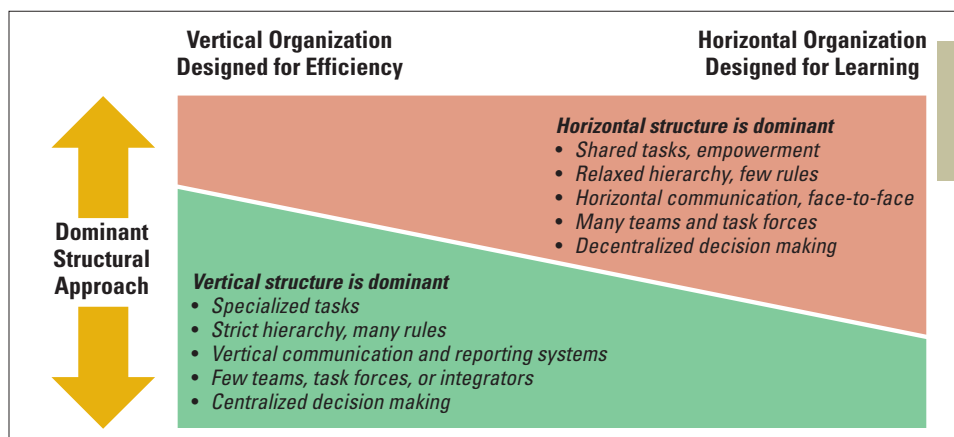 Vertical Organization
Designed for Efficiency
Horizontal Organization
Designed for Learning
Dominant
Structural
Approach
Horizontal structure is dominant
• Shared tasks, empowerment
• Relaxed hierarchy, few rules
• Horizontal communication, face-to-face
• Many teams and task forces
• Decentralized decision making
Vertical structure is dominant
• Specialized tasks
• Strict hierarchy, many rules
• Vertical communication and reporting systems
• Few teams, task forces, or integrators
• Centralized decision making